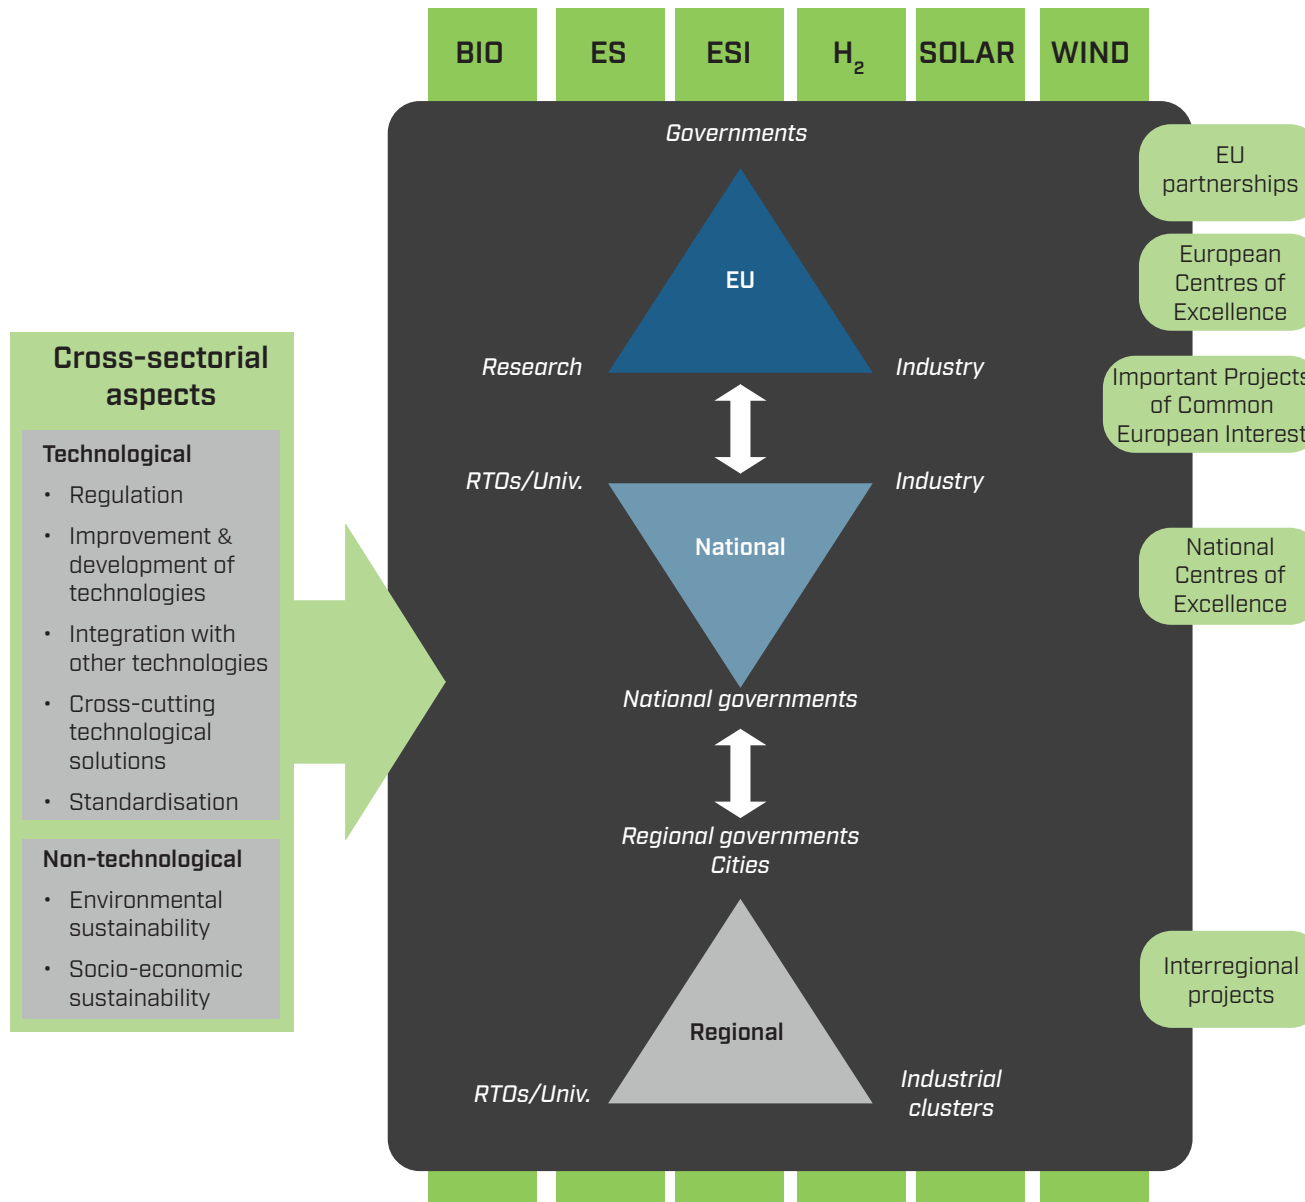 BIO
ES
ESI
H₂
SOLAR
WIND
Governments
EU
Research
Industry
RTOs/Univ.
Industry
National
National governments
Regional governments
Cities
Regional
RTOs/Univ.
Industrial
clusters
Cross-sectorial
aspects
Technological
• Regulation
• Improvement &
development of
technologies
• Integration with
other technologies
• Cross-cutting
technological
solutions
• Standardisation
Non-technological
• Environmental
sustainability
• Socio-economic
sustainability
EU
partnerships
European
Centres of
Excellence
Important Projects
of Common
European Interest
National
Centres of
Excellence
Interregional
projects